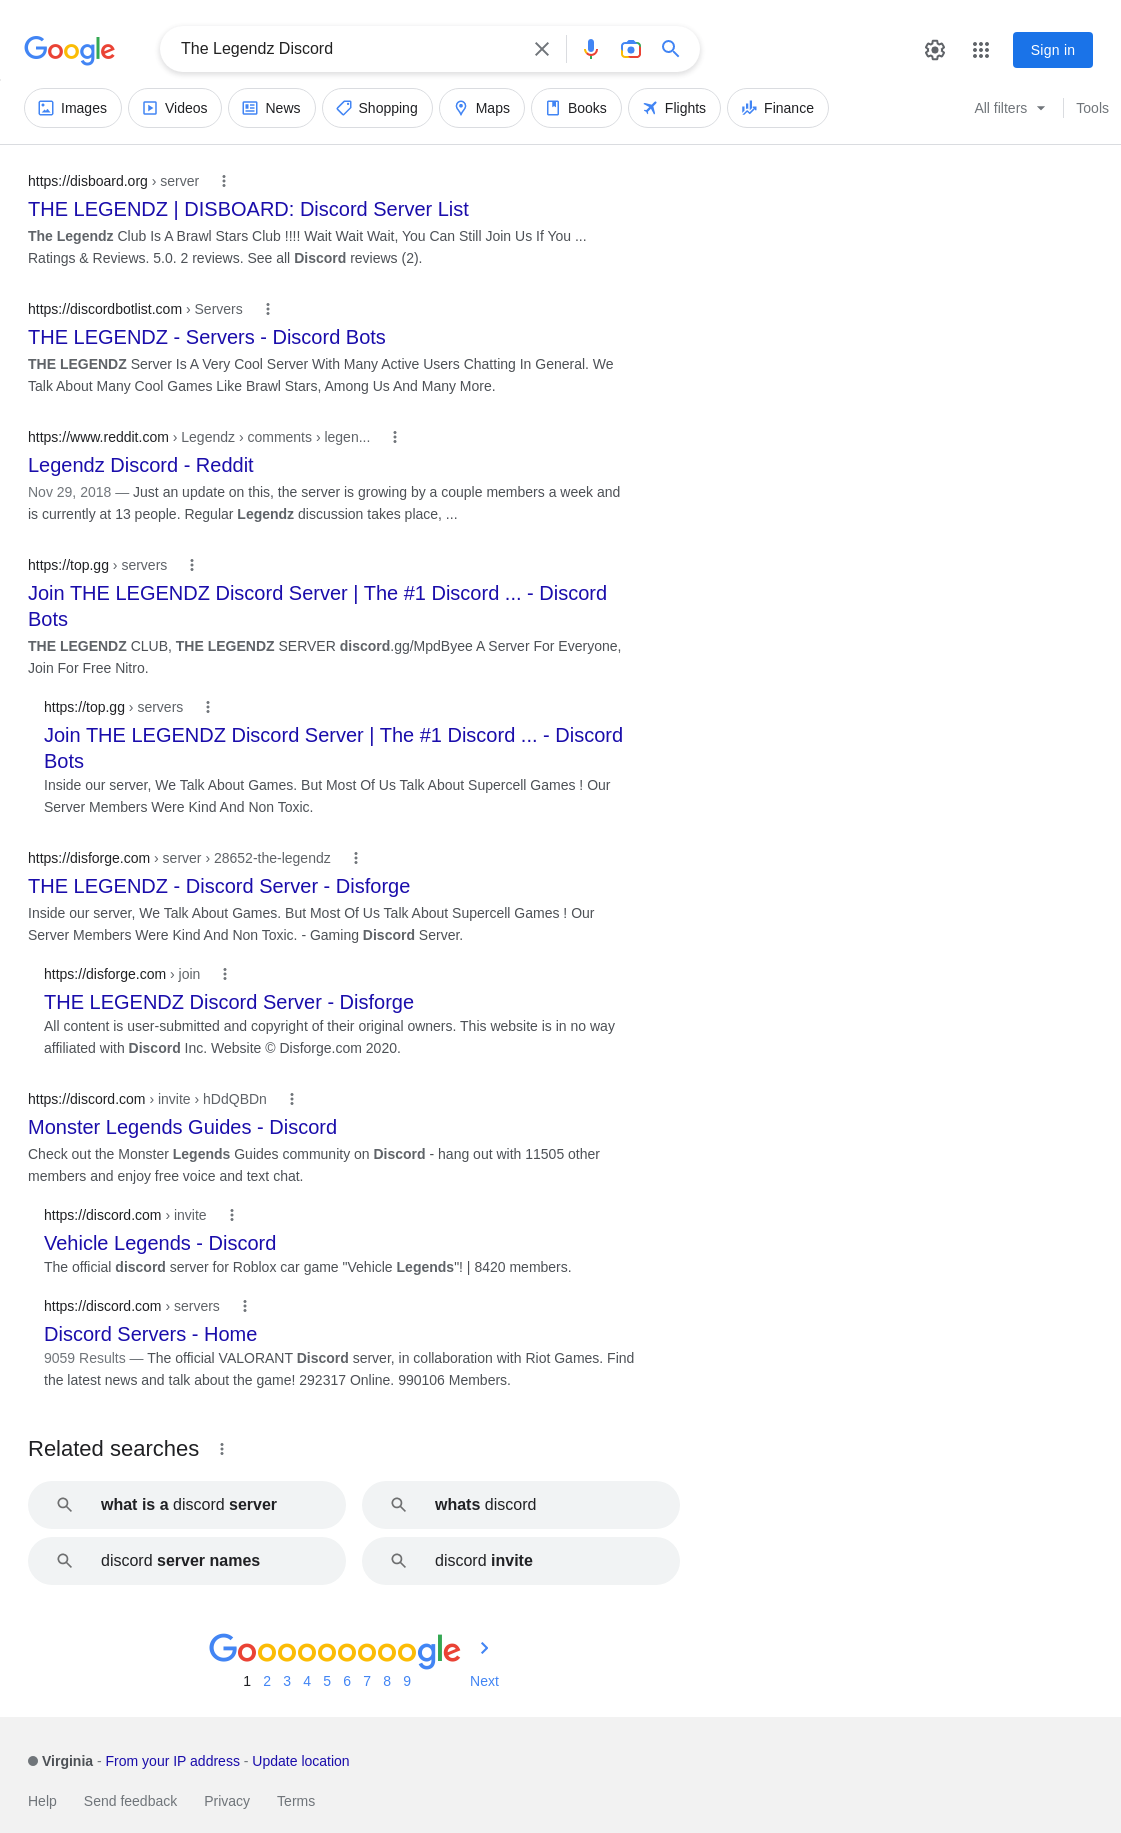 Google
The Legendz Discord
Sign in
Images Videos News Shopping Maps Books Flights Finance All filters Tools
https://disboard.org › server
THE LEGENDZ | DISBOARD: Discord Server List
The Legendz Club Is A Brawl Stars Club !!!! Wait Wait Wait, You Can Still Join Us If You ...
Ratings & Reviews. 5.0. 2 reviews. See all Discord reviews (2).
https://discordbotlist.com › Servers
THE LEGENDZ - Servers - Discord Bots
THE LEGENDZ Server Is A Very Cool Server With Many Active Users Chatting In General. We
Talk About Many Cool Games Like Brawl Stars, Among Us And Many More.
https://www.reddit.com › Legendz › comments › legen...
Legendz Discord - Reddit
Nov 29, 2018 — Just an update on this, the server is growing by a couple members a week and
is currently at 13 people. Regular Legendz discussion takes place, ...
https://top.gg › servers
Join THE LEGENDZ Discord Server | The #1 Discord ... - Discord
Bots
THE LEGENDZ CLUB, THE LEGENDZ SERVER discord.gg/MpdByee A Server For Everyone,
Join For Free Nitro.
https://top.gg › servers
Join THE LEGENDZ Discord Server | The #1 Discord ... - Discord
Bots
Inside our server, We Talk About Games. But Most Of Us Talk About Supercell Games ! Our
Server Members Were Kind And Non Toxic.
https://disforge.com › server › 28652-the-legendz
THE LEGENDZ - Discord Server - Disforge
Inside our server, We Talk About Games. But Most Of Us Talk About Supercell Games ! Our
Server Members Were Kind And Non Toxic. - Gaming Discord Server.
https://disforge.com › join
THE LEGENDZ Discord Server - Disforge
All content is user-submitted and copyright of their original owners. This website is in no way
affiliated with Discord Inc. Website © Disforge.com 2020.
https://discord.com › invite › hDdQBDn
Monster Legends Guides - Discord
Check out the Monster Legends Guides community on Discord - hang out with 11505 other
members and enjoy free voice and text chat.
https://discord.com › invite
Vehicle Legends - Discord
The official discord server for Roblox car game "Vehicle Legends"! | 8420 members.
https://discord.com › servers
Discord Servers - Home
9059 Results — The official VALORANT Discord server, in collaboration with Riot Games. Find
the latest news and talk about the game! 292317 Online. 990106 Members.
Related searches
what is a discord server
whats discord
discord server names
discord invite
Goooooooooogle
1 2 3 4 5 6 7 8 9 Next
Virginia - From your IP address - Update location
Help Send feedback Privacy Terms